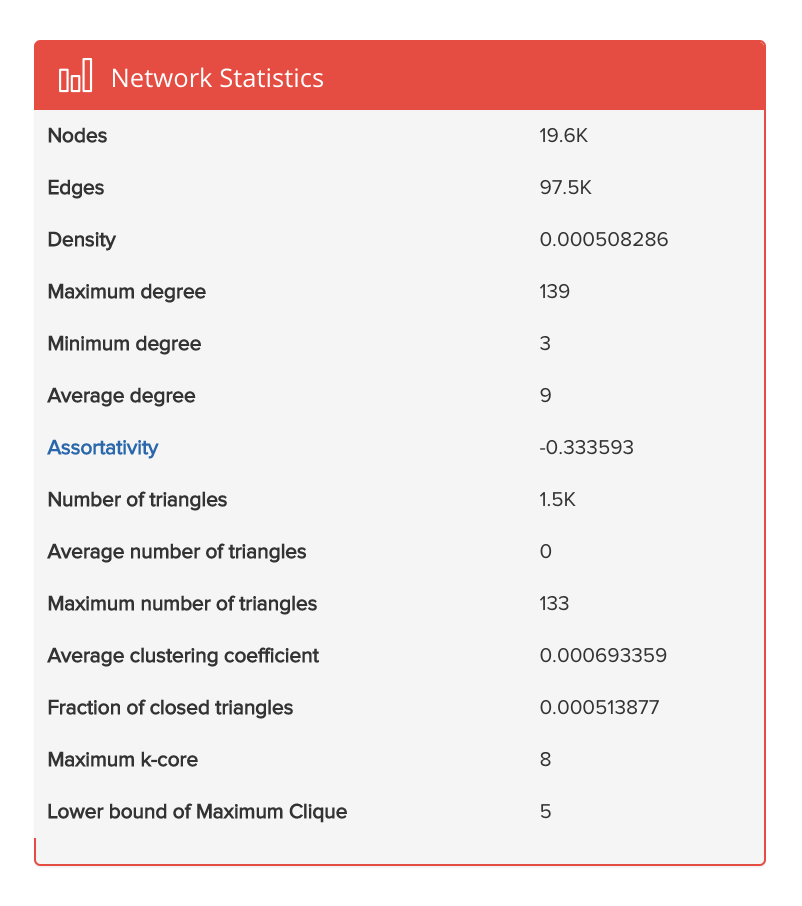 Network Statistics
Nodes 19.6K
Edges 97.5K
Density 0.000508286
Maximum degree 139
Minimum degree 3
Average degree 9
Assortativity -0.333593
Number of triangles 1.5K
Average number of triangles 0
Maximum number of triangles 133
Average clustering coefficient 0.000693359
Fraction of closed triangles 0.000513877
Maximum k-core 8
Lower bound of Maximum Clique 5